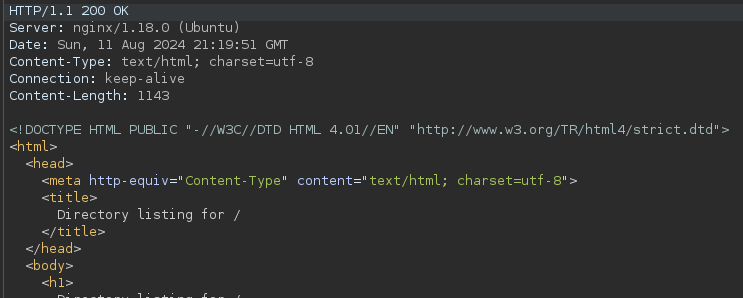 HTTP/1.1 200 OK
Server: nginx/1.18.0 (Ubuntu)
Date: Sun, 11 Aug 2024 21:19:51 GMT
Content-Type: text/html; charset=utf-8
Connection: keep-alive
Content-Length: 1143

<!DOCTYPE HTML PUBLIC "-//W3C//DTD HTML 4.01//EN" "http://www.w3.org/TR/html4/strict.dtd">
<html>
  <head>
    <meta http-equiv="Content-Type" content="text/html; charset=utf-8">
    <title>
      Directory listing for /
    </title>
  </head>
  <body>
    <h1>
      Directory listing for /